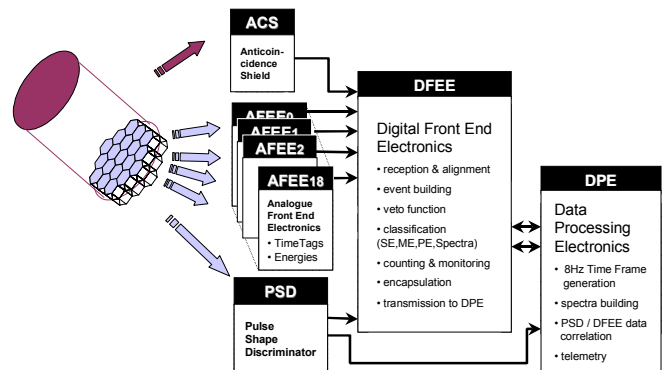 ACS
Anticoin-
cidence
Shield
AFEE0
AFEE1
AFEE2
AFEE18
Analogue
Front End
Electronics
• TimeTags
• Energies
PSD
Pulse
Shape
Discriminator
DFEE
Digital Front End
Electronics
• reception & alignment
• event building
• veto function
• classification
(SE,ME,PE,Spectra)
• counting & monitoring
• encapsulation
• transmission to DPE
DPE
Data
Processing
Electronics
• 8Hz Time Frame
generation
• spectra building
• PSD / DFEE data
correlation
• telemetry